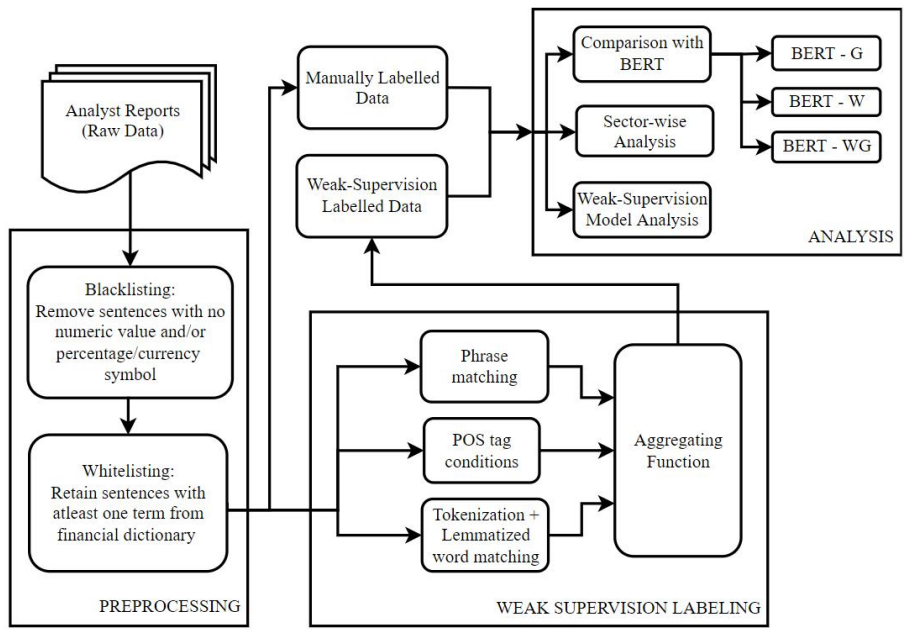 Analyst Reports
(Raw Data)
Blacklisting:
Remove sentences with no
numeric value and/or
percentage/currency
symbol
Whitelisting:
Retain sentences with
atleast one term from
financial dictionary
PREPROCESSING
Manually Labelled
Data
Weak-Supervision
Labelled Data
Phrase
matching
POS tag
conditions
Tokenization +
Lemmatized
word matching
Aggregating
Function
WEAK SUPERVISION LABELING
Comparison with
BERT
Sector-wise
Analysis
Weak-Supervision
Model Analysis
BERT - G
BERT - W
BERT - WG
ANALYSIS